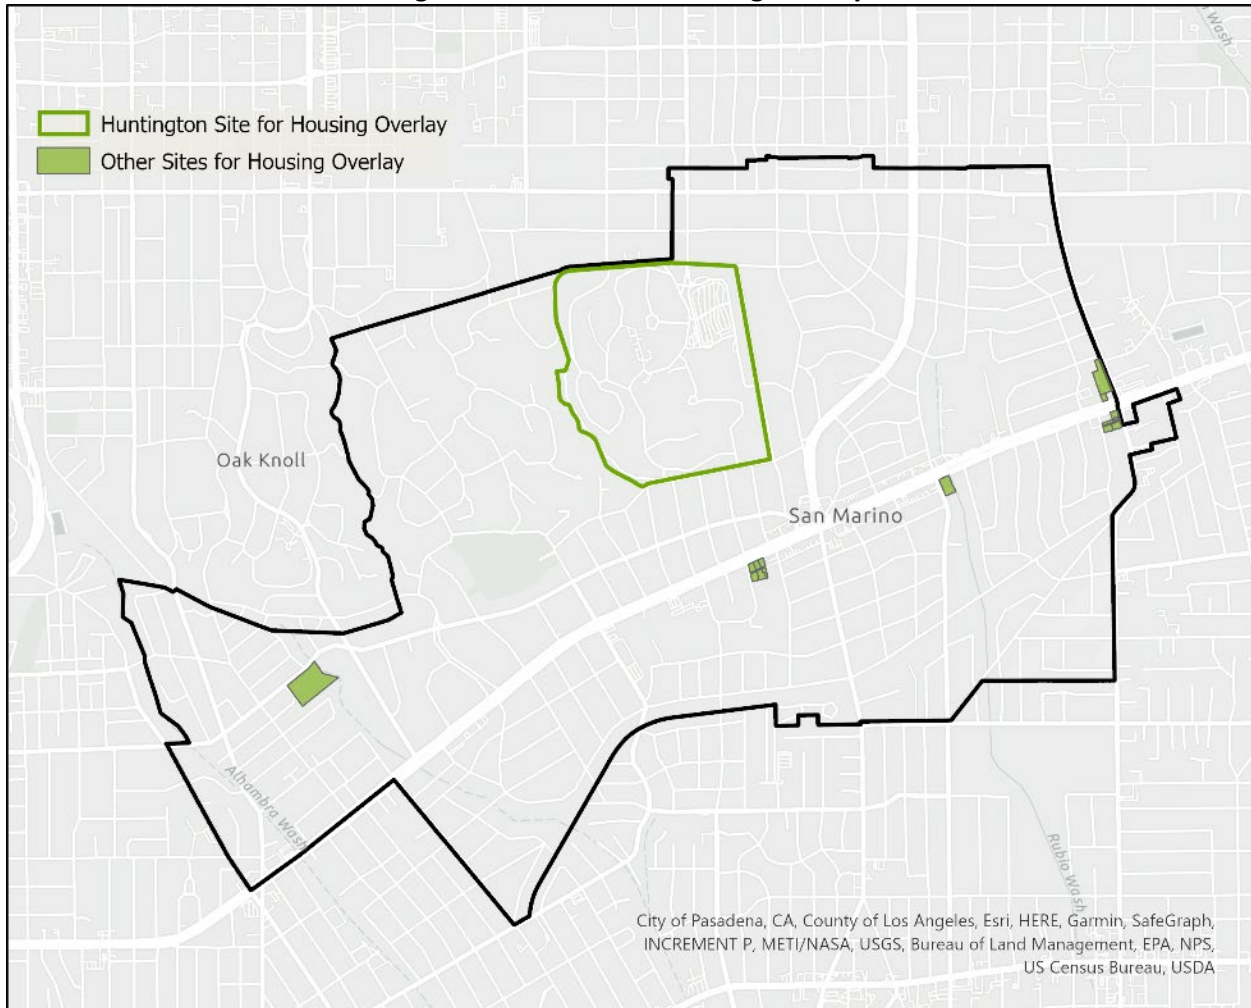 Huntington Site for Housing Overlay
Other Sites for Housing Overlay
Wash
Oak Knoll
San Marino
Alhambra Wash
Rubio Wash
City of Pasadena, CA, County of Los Angeles, Esri, HERE, Garmin, SafeGraph,
INCREMENT P, METI/NASA, USGS, Bureau of Land Management, EPA, NPS,
US Census Bureau, USDA